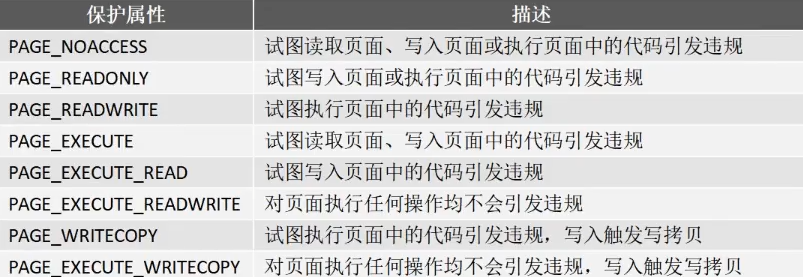 保护属性 描述
PAGE_NOACCESS 试图读取页面、写入页面或执行页面中的代码引发违规
PAGE_READONLY 试图写入页面或执行页面中的代码引发违规
PAGE_READWRITE 试图执行页面中的代码引发违规
PAGE_EXECUTE 试图读取页面、写入页面中的代码引发违规
PAGE_EXECUTE_READ 试图写入页面中的代码引发违规
PAGE_EXECUTE_READWRITE 对页面执行任何操作均不会引发违规
PAGE_WRITECOPY 试图执行页面中的代码引发违规，写入触发写拷贝
PAGE_EXECUTE_WRITECOPY 对页面执行任何操作均不会引发违规，写入触发写拷贝